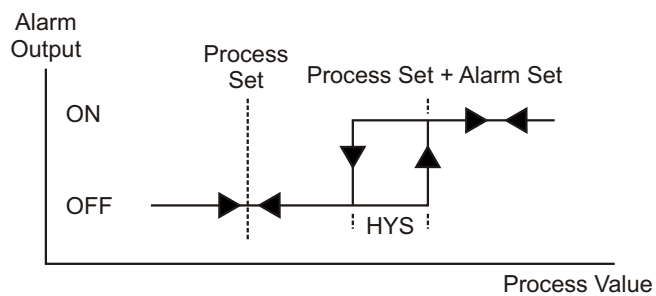 Alarm
Output
Process
Set
Process Set + Alarm Set
ON
OFF
HYS
Process Value